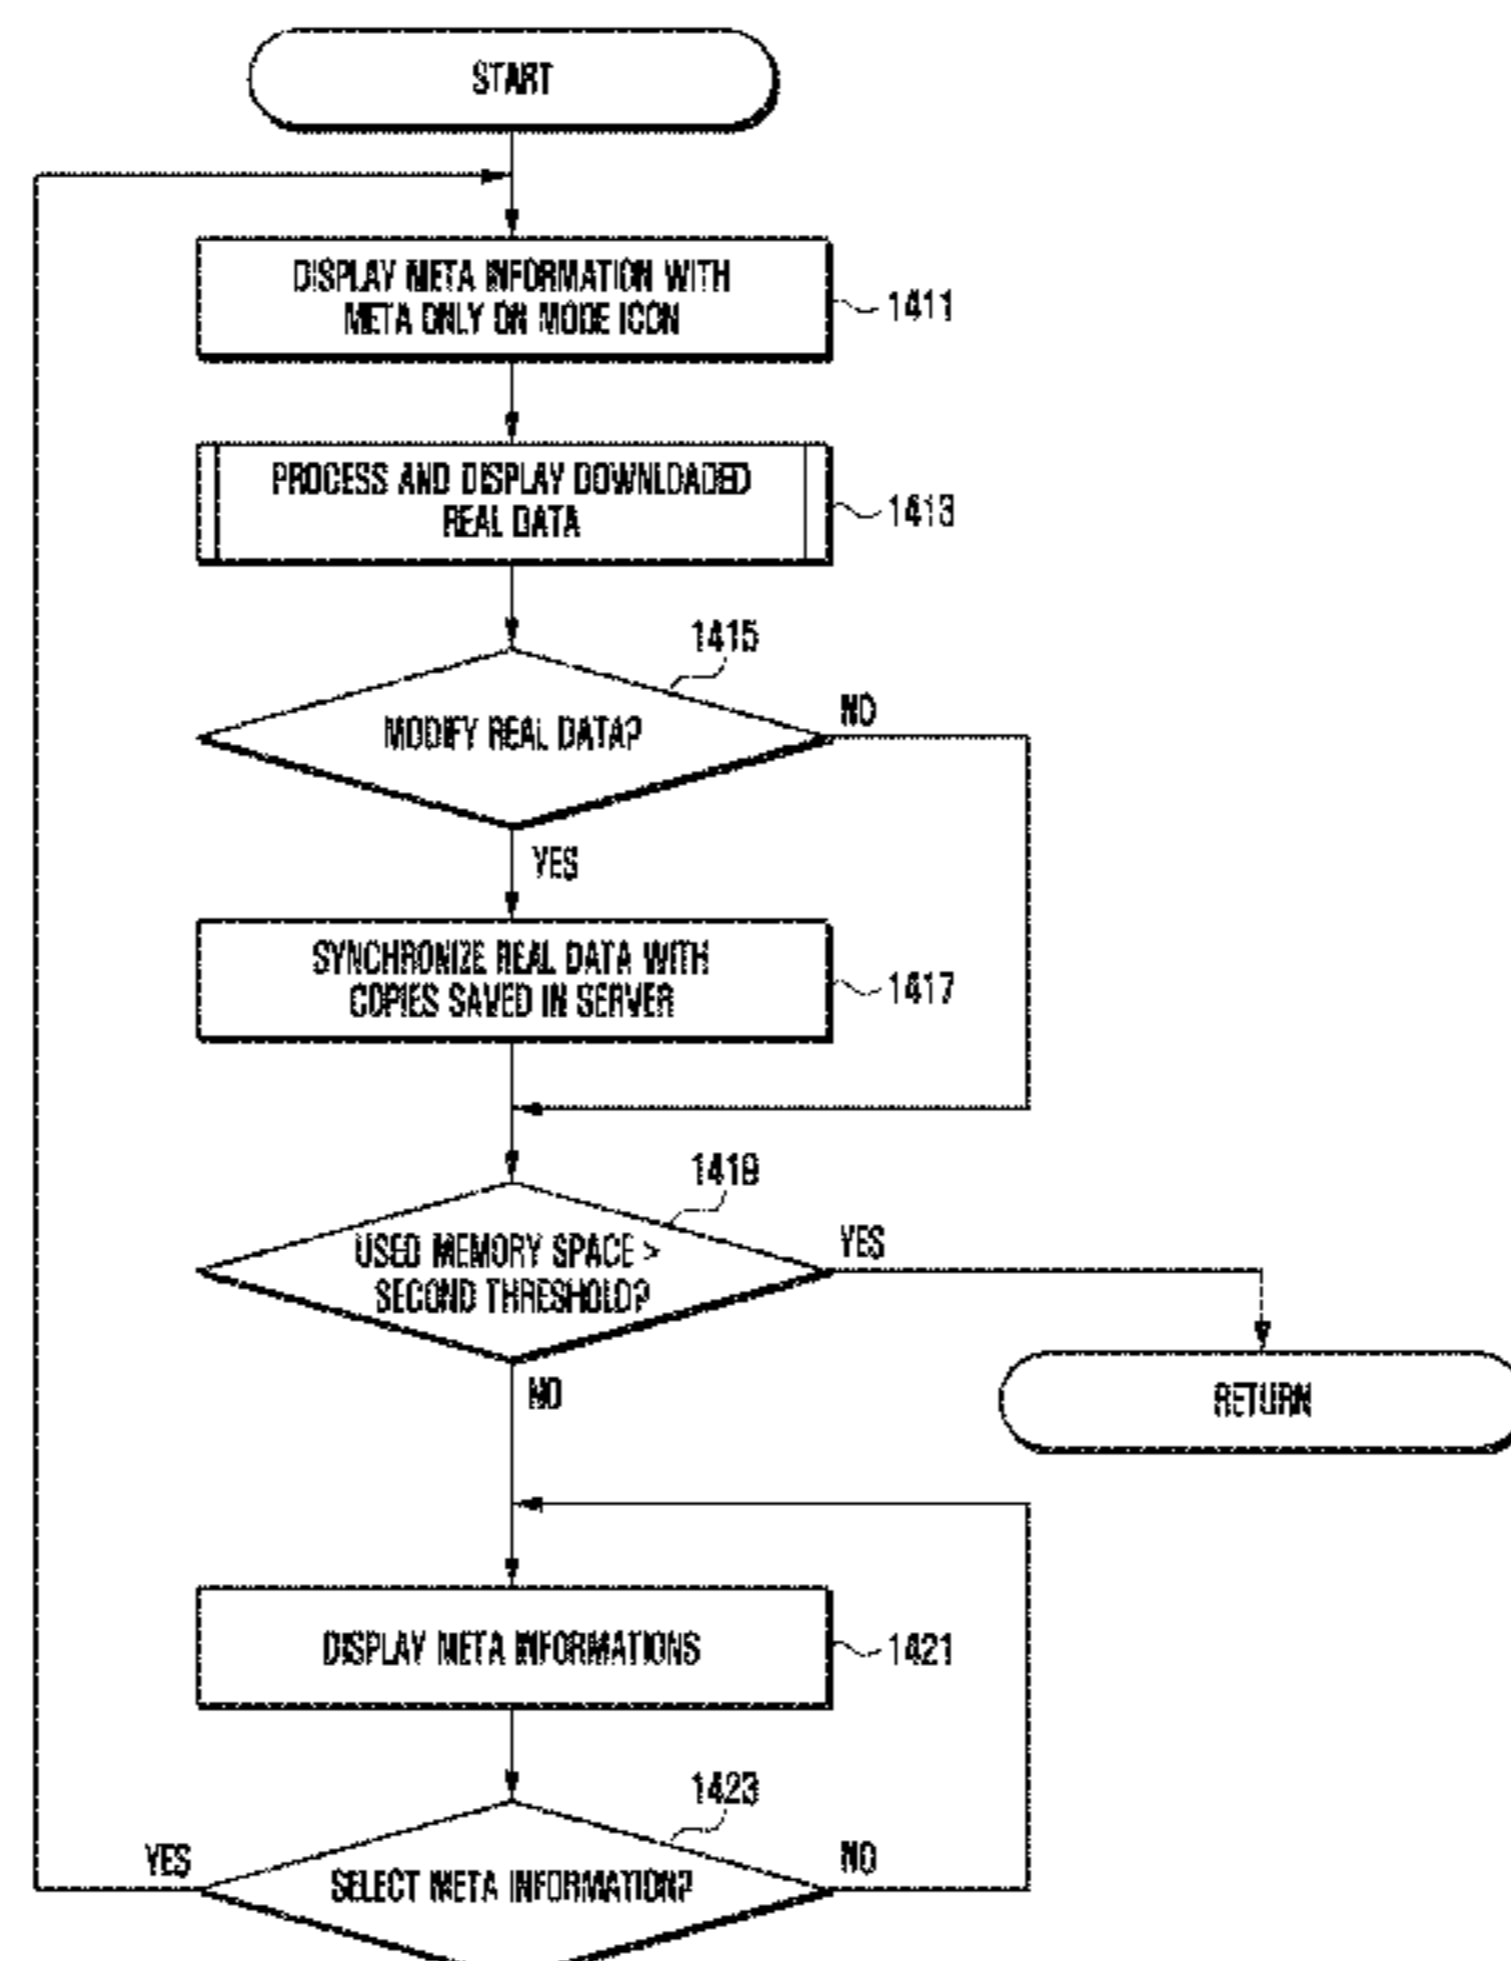 START
DISPLAY META INFORMATION WITH
META ONLY ON MODE ICON
1411
PROCESS AND DISPLAY DOWNLOADED
REAL DATA
1413
1415
MODIFY REAL DATA?
NO
YES
SYNCHRONIZE REAL DATA WITH
COPIES SAVED IN SERVER
1417
1419
USED MEMORY SPACE >
SECOND THRESHOLD?
YES
NO
RETURN
DISPLAY META INFORMATIONS
1421
1423
YES
SELECT META INFORMATION?
NO